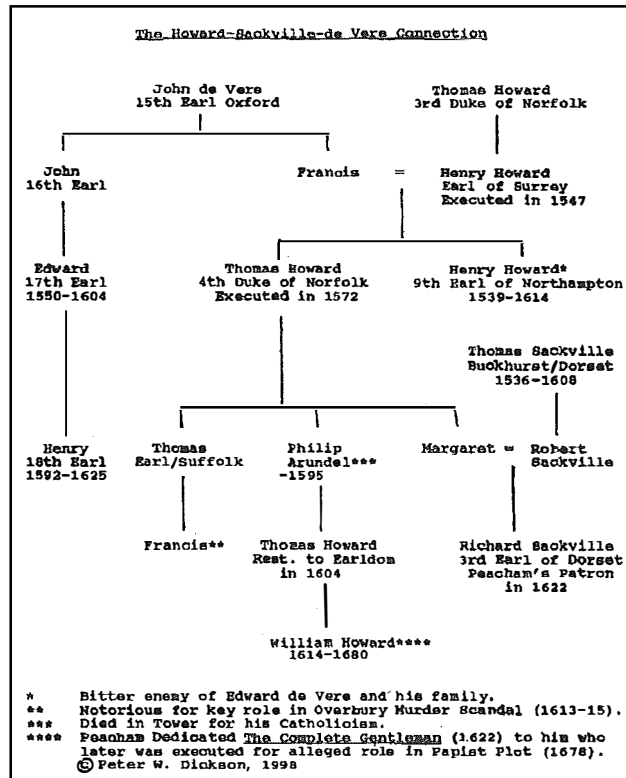 The Howard-Sackville-de Vere Connection
John de Vere
15th Earl Oxford
Thomas Howard
3rd Duke of Norfolk
John
16th Earl
Francis = Henry Howard
Earl of Surrey
Executed in 1547
Edward
17th Earl
1550-1604
Thomas Howard
4th Duke of Norfolk
Executed in 1572
Henry Howard*
9th Earl of Northampton
1539-1614
Thomas Sackville
Buckhurst/Dorset
1536-1608
Henry
18th Earl
1592-1625
Thomas
Earl/Suffolk
Philip
Arundel***
-1595
Margaret = Robert
Sackville
Francis**
Thomas Howard
Rest. to Earldom
in 1604
Richard Sackville
3rd Earl of Dorset
Peacham's Patron
in 1622
William Howard****
1614-1680
* Bitter enemy of Edward de Vere and his family.
** Notorious for key role in Overbury Murder Scandal (1613-15).
*** Died in Tower for his Catholicism.
**** Peacham Dedicated The Complete Gentleman (1622) to him who
later was executed for alleged role in Papist Plot (1678).
© Peter W. Dickson, 1998